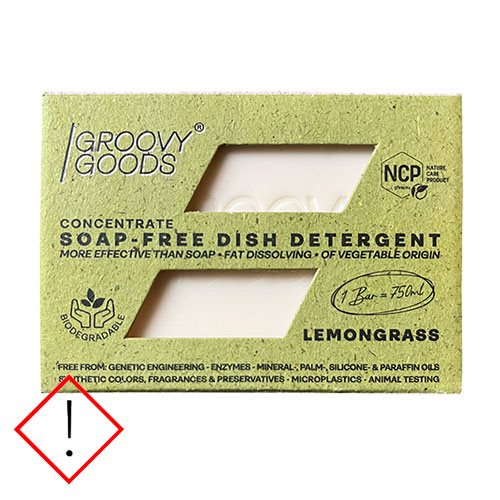 /GROOVY®
GOODS
GROOVY
NCP NATURE CARE PRODUCT
CONCENTRATE
SOAP-FREE DISH DETERGENT
MORE EFFECTIVE THAN SOAP • FAT DISSOLVING • OF VEGETABLE ORIGIN
BIODEGRADABLE
1 Bar = 750ml
LEMONGRASS
•FREE FROM: GENETIC ENGINEERING - ENZYMES - MINERAL-, PALM-, SILICONE- & PARAFFIN OILS
SYNTHETIC COLORS, FRAGRANCES & PRESERVATIVES - MICROPLASTICS - ANIMAL TESTING
!